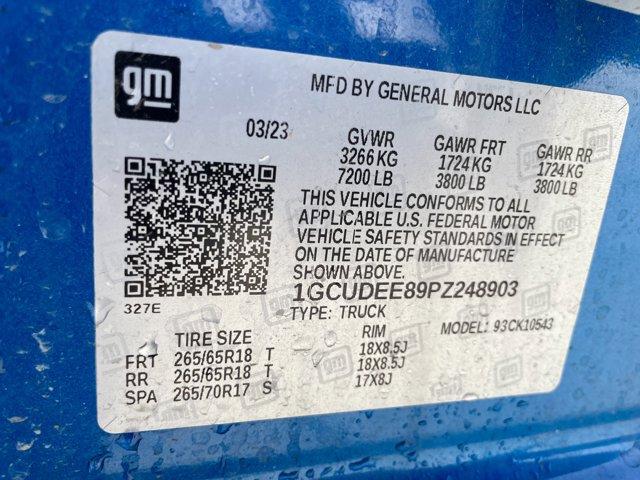 gm
MFD BY GENERAL MOTORS LLC
03/23 GVWR GAWR FRT GAWR RR
3266 KG 1724 KG 1724 KG
7200 LB 3800 LB 3800 LB
THIS VEHICLE CONFORMS TO ALL
APPLICABLE U.S. FEDERAL MOTOR
VEHICLE SAFETY STANDARDS IN EFFECT
ON THE DATE OF MANUFACTURE
SHOWN ABOVE.
1GCUDEE89PZ248903
327E
TYPE: TRUCK MODEL: 93CK10543
TIRE SIZE RIM
FRT 265/65R18 T 18X8.5J
RR 265/65R18 T 18X8.5J
SPA 265/70R17 S 17X8J